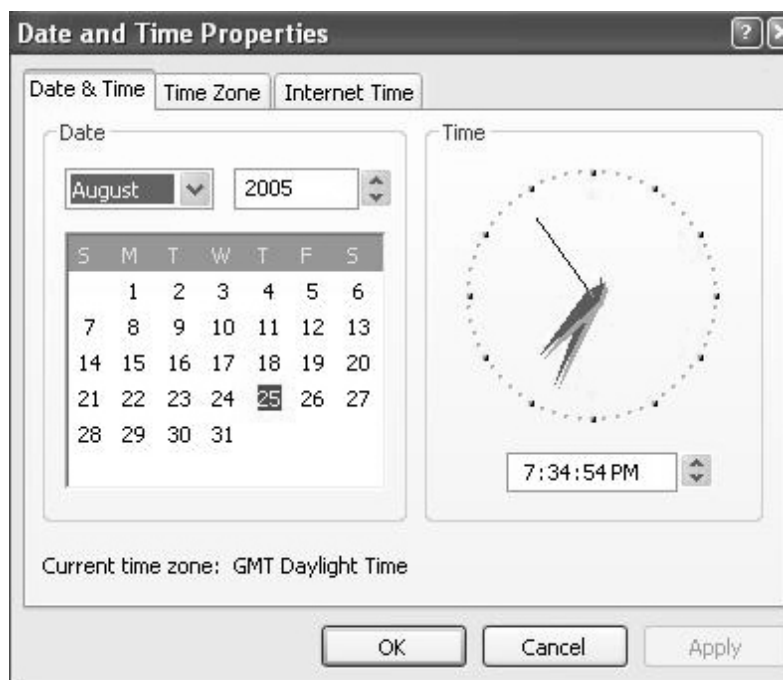 Date and Time Properties
Date & Time Time Zone Internet Time
Date
Time
August 2005
S M T W T F S
1 2 3 4 5 6
7 8 9 10 11 12 13
14 15 16 17 18 19 20
21 22 23 24 25 26 27
28 29 30 31
7:34:54 PM
Current time zone: GMT Daylight Time
OK Cancel Apply